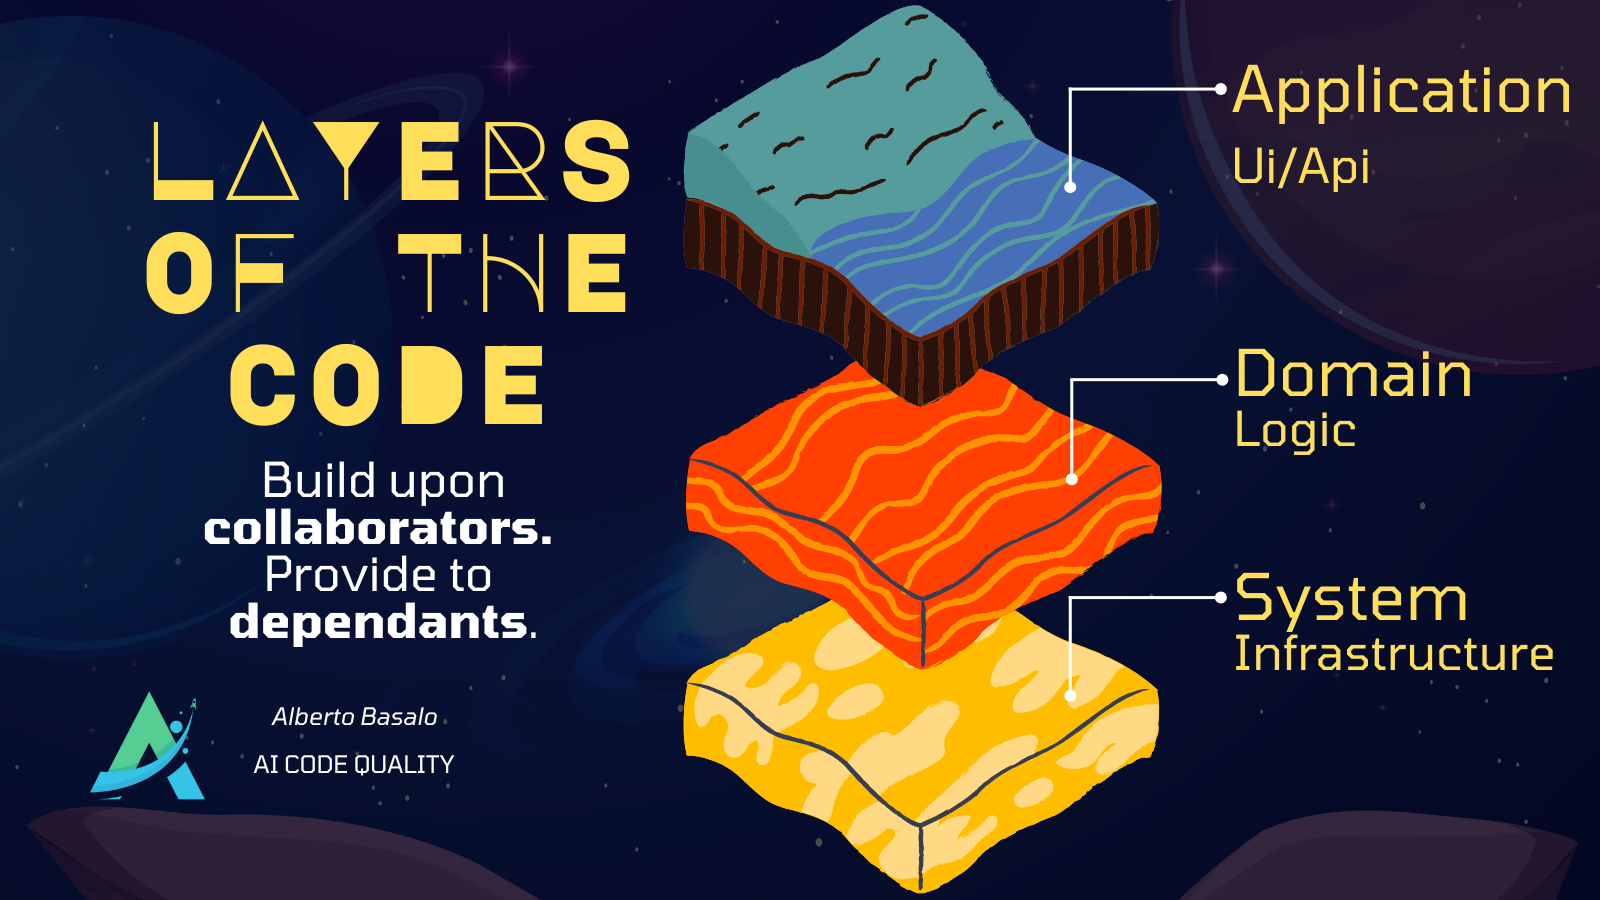 LAYERS
OF THE
CODE
Build upon
collaborators.
Provide to
dependants.
Alberto Basalo
AI CODE QUALITY
Application
Ui/Api
Domain
Logic
System
Infrastructure